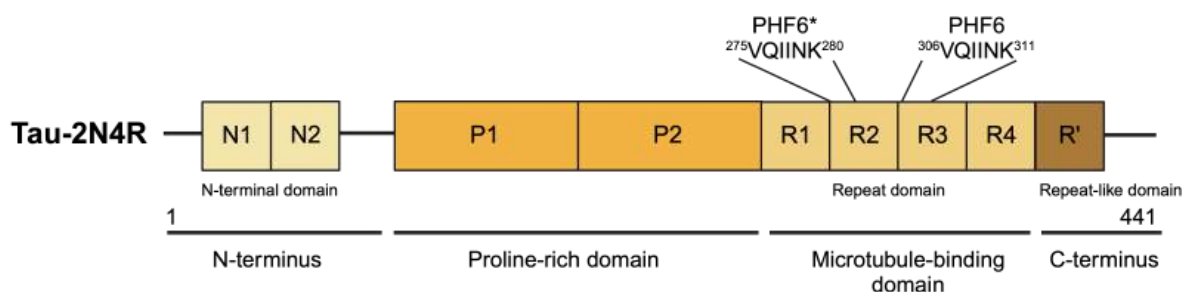 PHF6* PHF6
²⁷⁵VQIINK²⁸⁰ ³⁰⁶VQIINK³¹¹
Tau-2N4R N1 N2 P1 P2 R1 R2 R3 R4 R'
N-terminal domain Repeat domain Repeat-like domain
1 441
N-terminus Proline-rich domain Microtubule-binding domain C-terminus